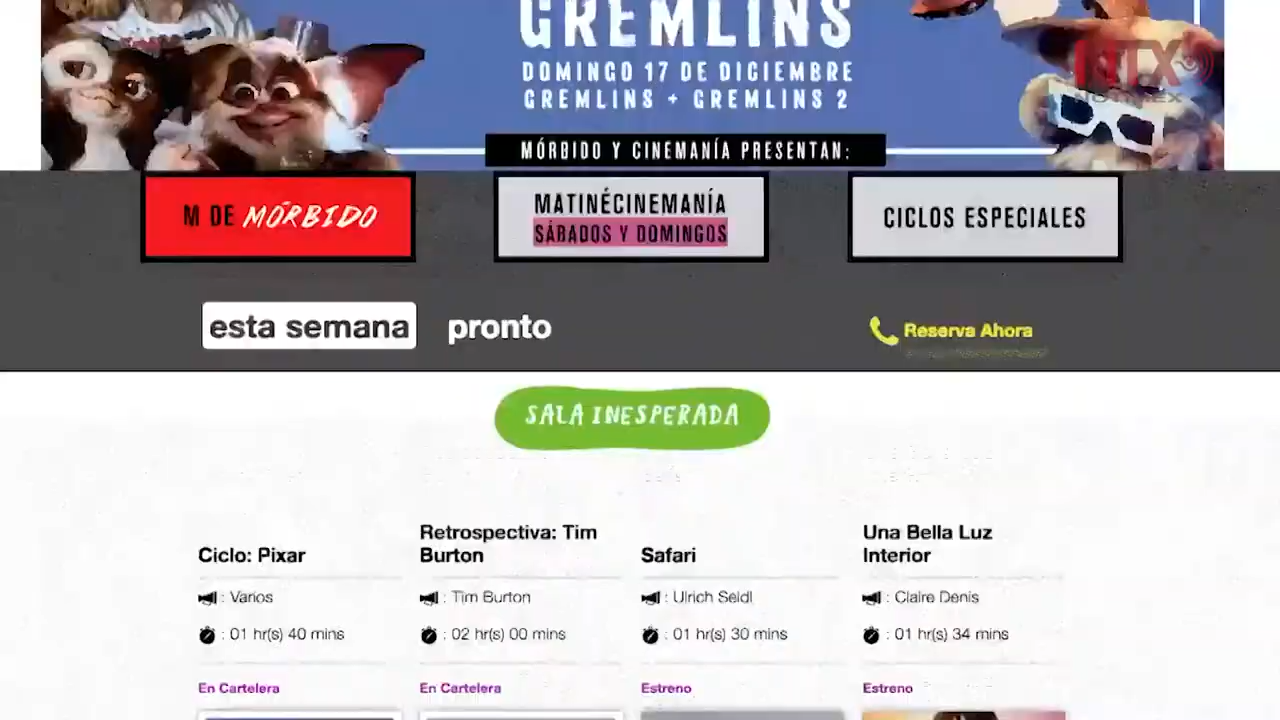 GREMLINS
NTX
DOMINGO 17 DE DICIEMBRE
GREMLINS + GREMLINS 2
NOTIMEX
MÓRBIDO Y CINEMANÍA PRESENTAN:
M DE MÓRBIDO
MATINÉCINEMANÍA
SÁBADOS Y DOMINGOS
CICLOS ESPECIALES
esta semana
pronto
Reserva Ahora
SALA INESPERADA
Ciclo: Pixar
: Varios
: 01 hr(s) 40 mins
En Cartelera
Retrospectiva: Tim
Burton
: Tim Burton
: 02 hr(s) 00 mins
En Cartelera
Safari
: Ulrich Seidl
: 01 hr(s) 30 mins
Estreno
Una Bella Luz
Interior
: Claire Denis
: 01 hr(s) 34 mins
Estreno